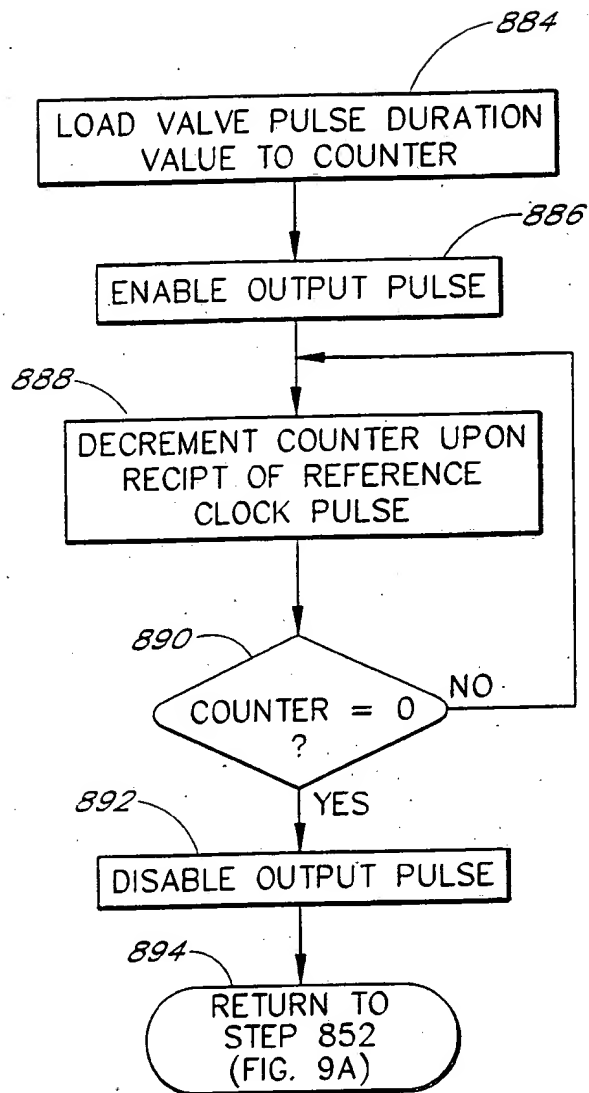 884
LOAD VALVE PULSE DURATION
VALUE TO COUNTER
886
ENABLE OUTPUT PULSE
888
DECREMENT COUNTER UPON
RECIPT OF REFERENCE
CLOCK PULSE
890
COUNTER = 0
?
NO
YES
892
DISABLE OUTPUT PULSE
894
RETURN TO
STEP 852
(FIG. 9A)